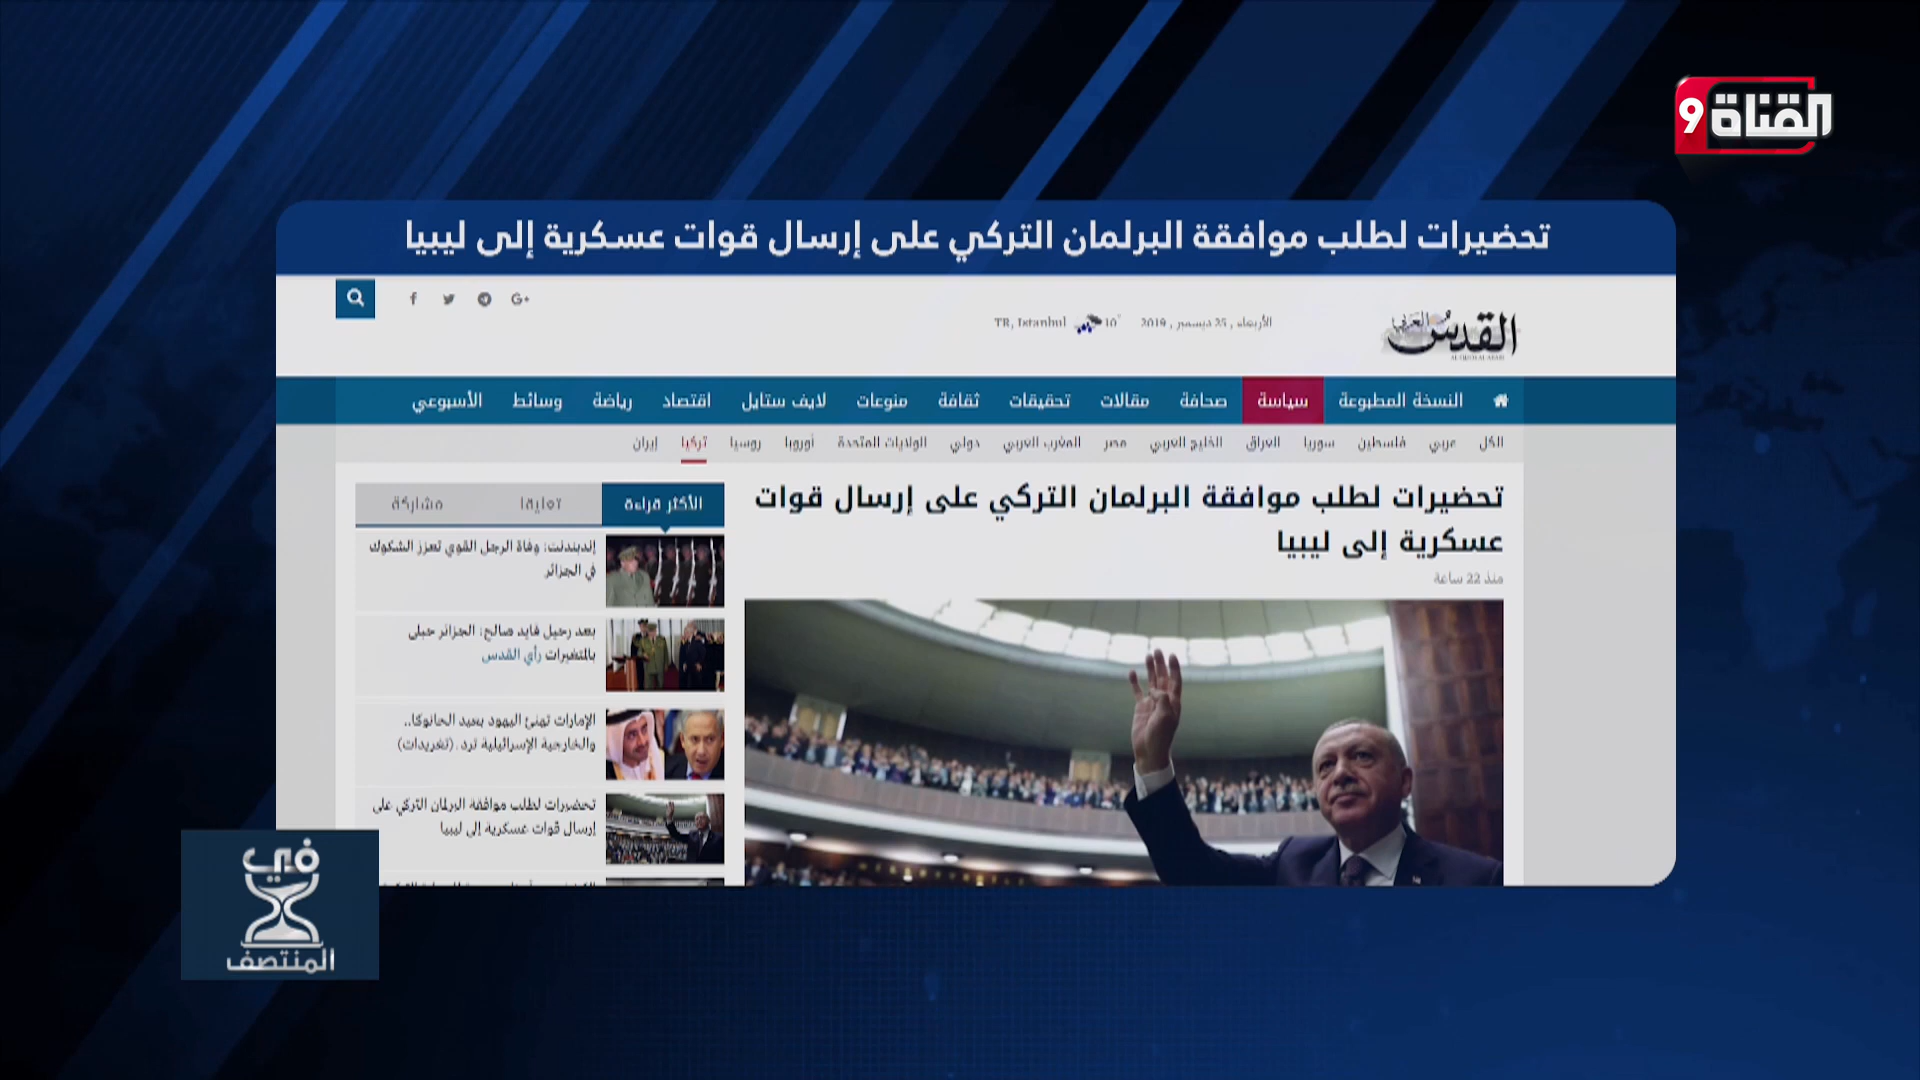 القناة 9
تحضيرات لطلب موافقة البرلمان التركي على إرسال قوات عسكرية إلى ليبيا
القدس العربي
AL-QUDS AL-ARABI
الأربعاء , 25 ديسمبر , 2019
10° TR, Istanbul
النسخة المطبوعة سياسة صحافة مقالات تحقيقات ثقافة منوعات لايف ستايل اقتصاد رياضة وسائط الأسبوعي
الكل عربي فلسطين سوريا العراق الخليج العربي مصر المغرب العربي دولي الولايات المتحدة أوروبا روسيا تركيا إيران
تحضيرات لطلب موافقة البرلمان التركي على إرسال قوات
عسكرية إلى ليبيا
منذ 22 ساعة
الأكثر قراءة تعليقا مشاركة
إندبندنت: وفاة الرجل القوي تعزز الشكوك
في الجزائر
بعد رحيل قايد صالح: الجزائر حبلى
بالمتغيرات رأي القدس
الإمارات تهنئ اليهود بعيد الحانوكا..
والخارجية الإسرائيلية ترد.(تغريدات)
تحضيرات لطلب موافقة البرلمان التركي على
إرسال قوات عسكرية إلى ليبيا
في
المنتصف